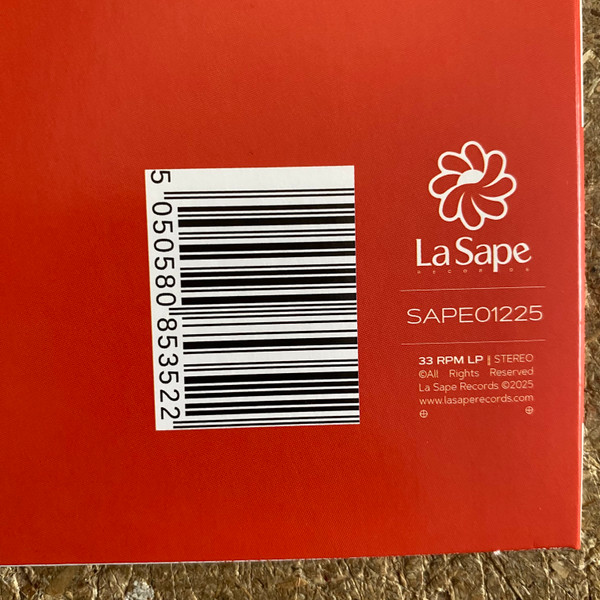 5 050580 853522
La Sape
RECORDS
SAPE01225
33 RPM LP | STEREO
©All Rights Reserved
La Sape Records ©2025
www.lasaperecords.com